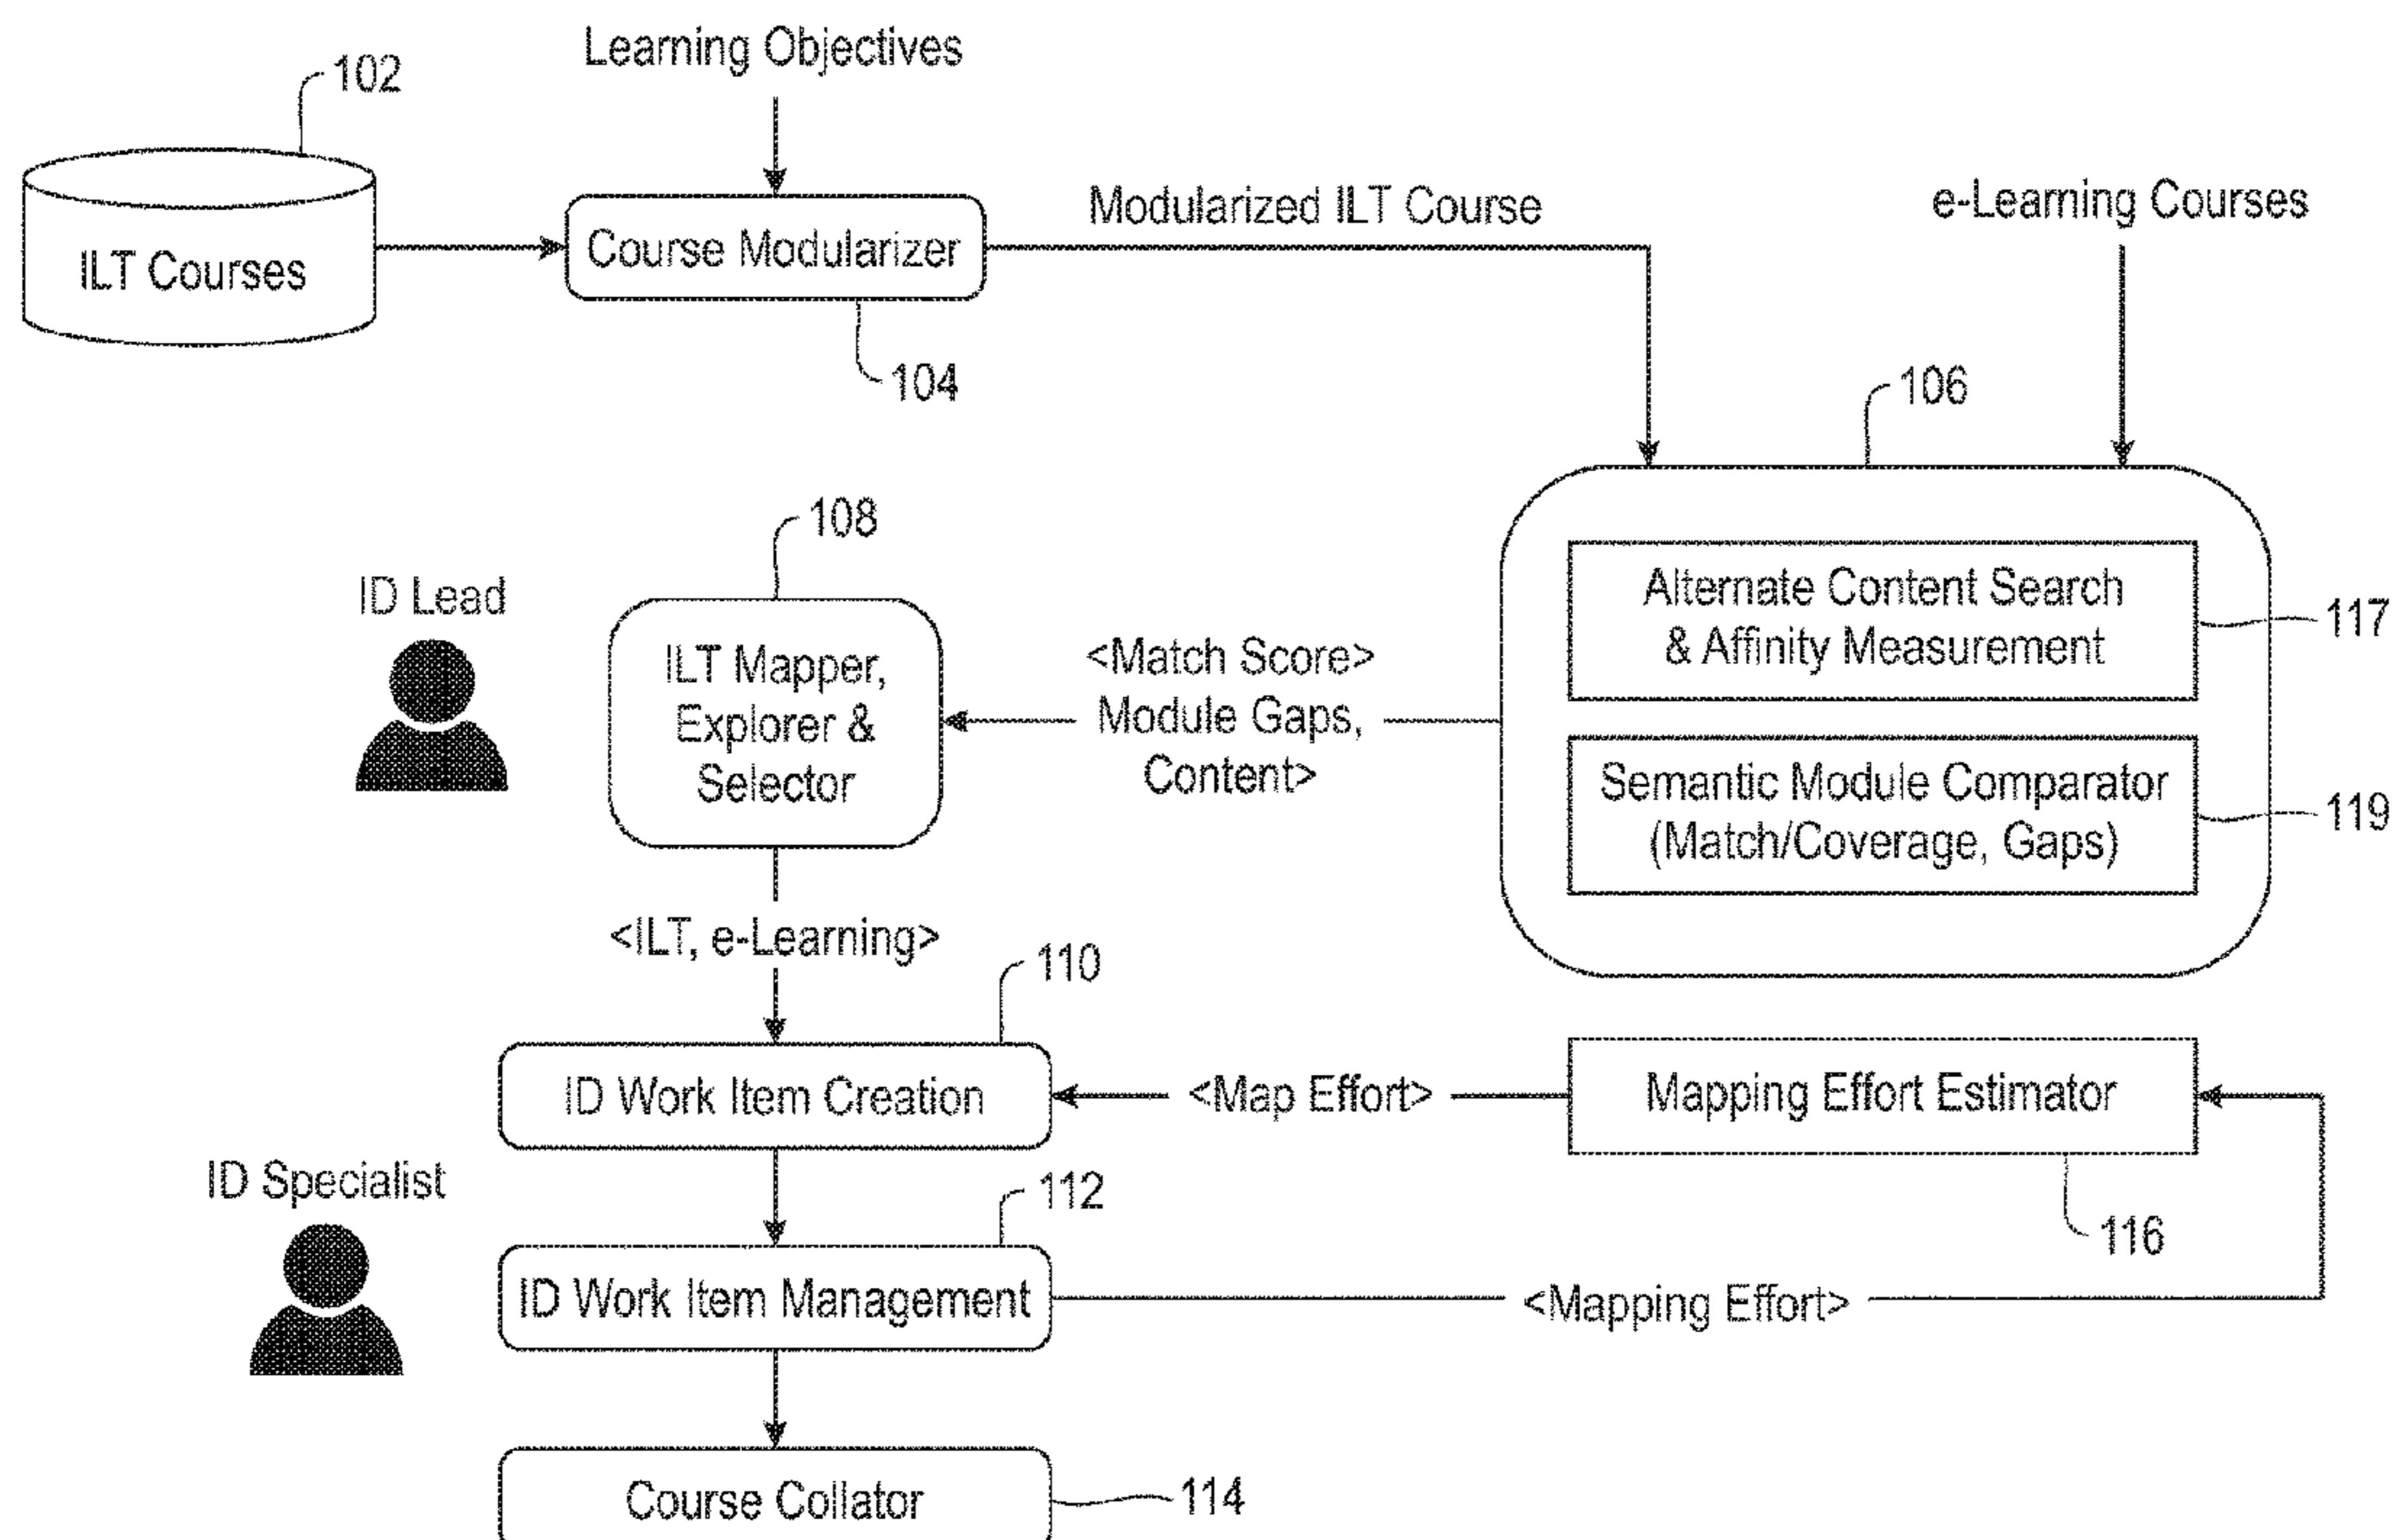 Learning Objectives
102
ILT Courses
Course Modularizer
104
Modularized ILT Course
e-Learning Courses
106
108
ID Lead
ILT Mapper,
Explorer &
Selector
<Match Score>
Module Gaps,
Content>
Alternate Content Search
& Affinity Measurement
117
Semantic Module Comparator
(Match/Coverage, Gaps)
119
<ILT, e-Learning>
110
ID Work Item Creation
<Map Effort>
Mapping Effort Estimator
116
ID Specialist
112
ID Work Item Management
<Mapping Effort>
Course Collator
114